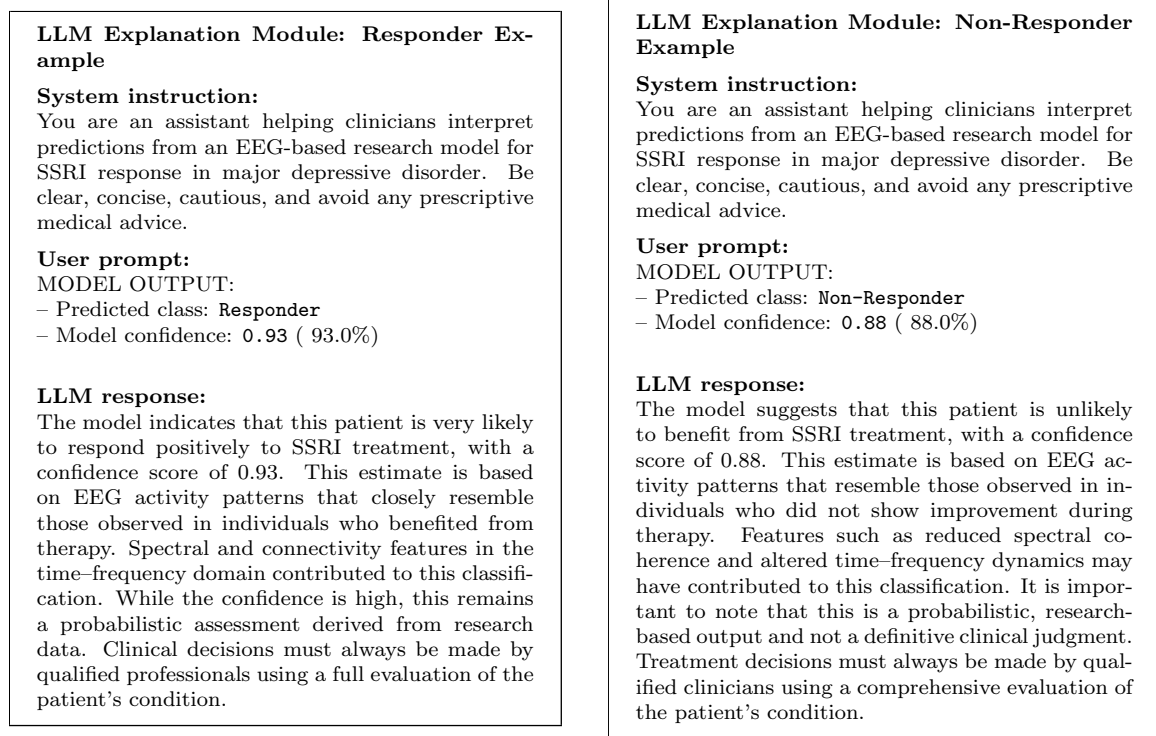 LLM Explanation Module: Responder Ex-
ample
System instruction:
You are an assistant helping clinicians interpret
predictions from an EEG-based research model for
SSRI response in major depressive disorder. Be
clear, concise, cautious, and avoid any prescriptive
medical advice.
User prompt:
MODEL OUTPUT:
– Predicted class: Responder
– Model confidence: 0.93 ( 93.0%)
LLM response:
The model indicates that this patient is very likely
to respond positively to SSRI treatment, with a
confidence score of 0.93. This estimate is based
on EEG activity patterns that closely resemble
those observed in individuals who benefited from
therapy. Spectral and connectivity features in the
time–frequency domain contributed to this classifi-
cation. While the confidence is high, this remains
a probabilistic assessment derived from research
data. Clinical decisions must always be made by
qualified professionals using a full evaluation of the
patient's condition.
LLM Explanation Module: Non-Responder
Example
System instruction:
You are an assistant helping clinicians interpret
predictions from an EEG-based research model for
SSRI response in major depressive disorder. Be
clear, concise, cautious, and avoid any prescriptive
medical advice.
User prompt:
MODEL OUTPUT:
– Predicted class: Non-Responder
– Model confidence: 0.88 ( 88.0%)
LLM response:
The model suggests that this patient is unlikely
to benefit from SSRI treatment, with a confidence
score of 0.88. This estimate is based on EEG ac-
tivity patterns that resemble those observed in in-
dividuals who did not show improvement during
therapy. Features such as reduced spectral co-
herence and altered time–frequency dynamics may
have contributed to this classification. It is impor-
tant to note that this is a probabilistic, research-
based output and not a definitive clinical judgment.
Treatment decisions must always be made by qual-
ified clinicians using a comprehensive evaluation of
the patient's condition.